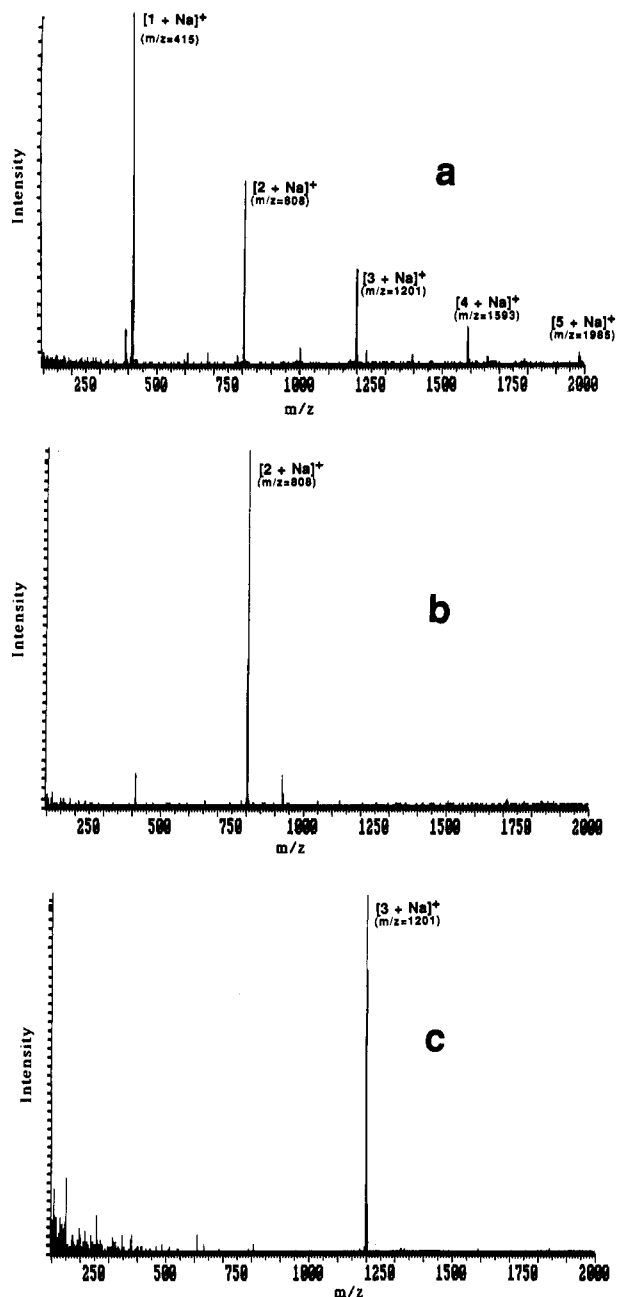 [1 + Na]+
(m/z=415)
a
[2 + Na]+
(m/z=808)
[3 + Na]+
(m/z=1201)
[4 + Na]+
(m/z=1593)
[5 + Na]+
(m/z=1986)
Intensity
250 500 750 1000 1250 1500 1750 2000
m/z
[2 + Na]+
(m/z=808)
b
Intensity
250 500 750 1000 1250 1500 1750 2000
m/z
[3 + Na]+
(m/z=1201)
c
Intensity
250 500 750 1000 1250 1500 1750 2000
m/z